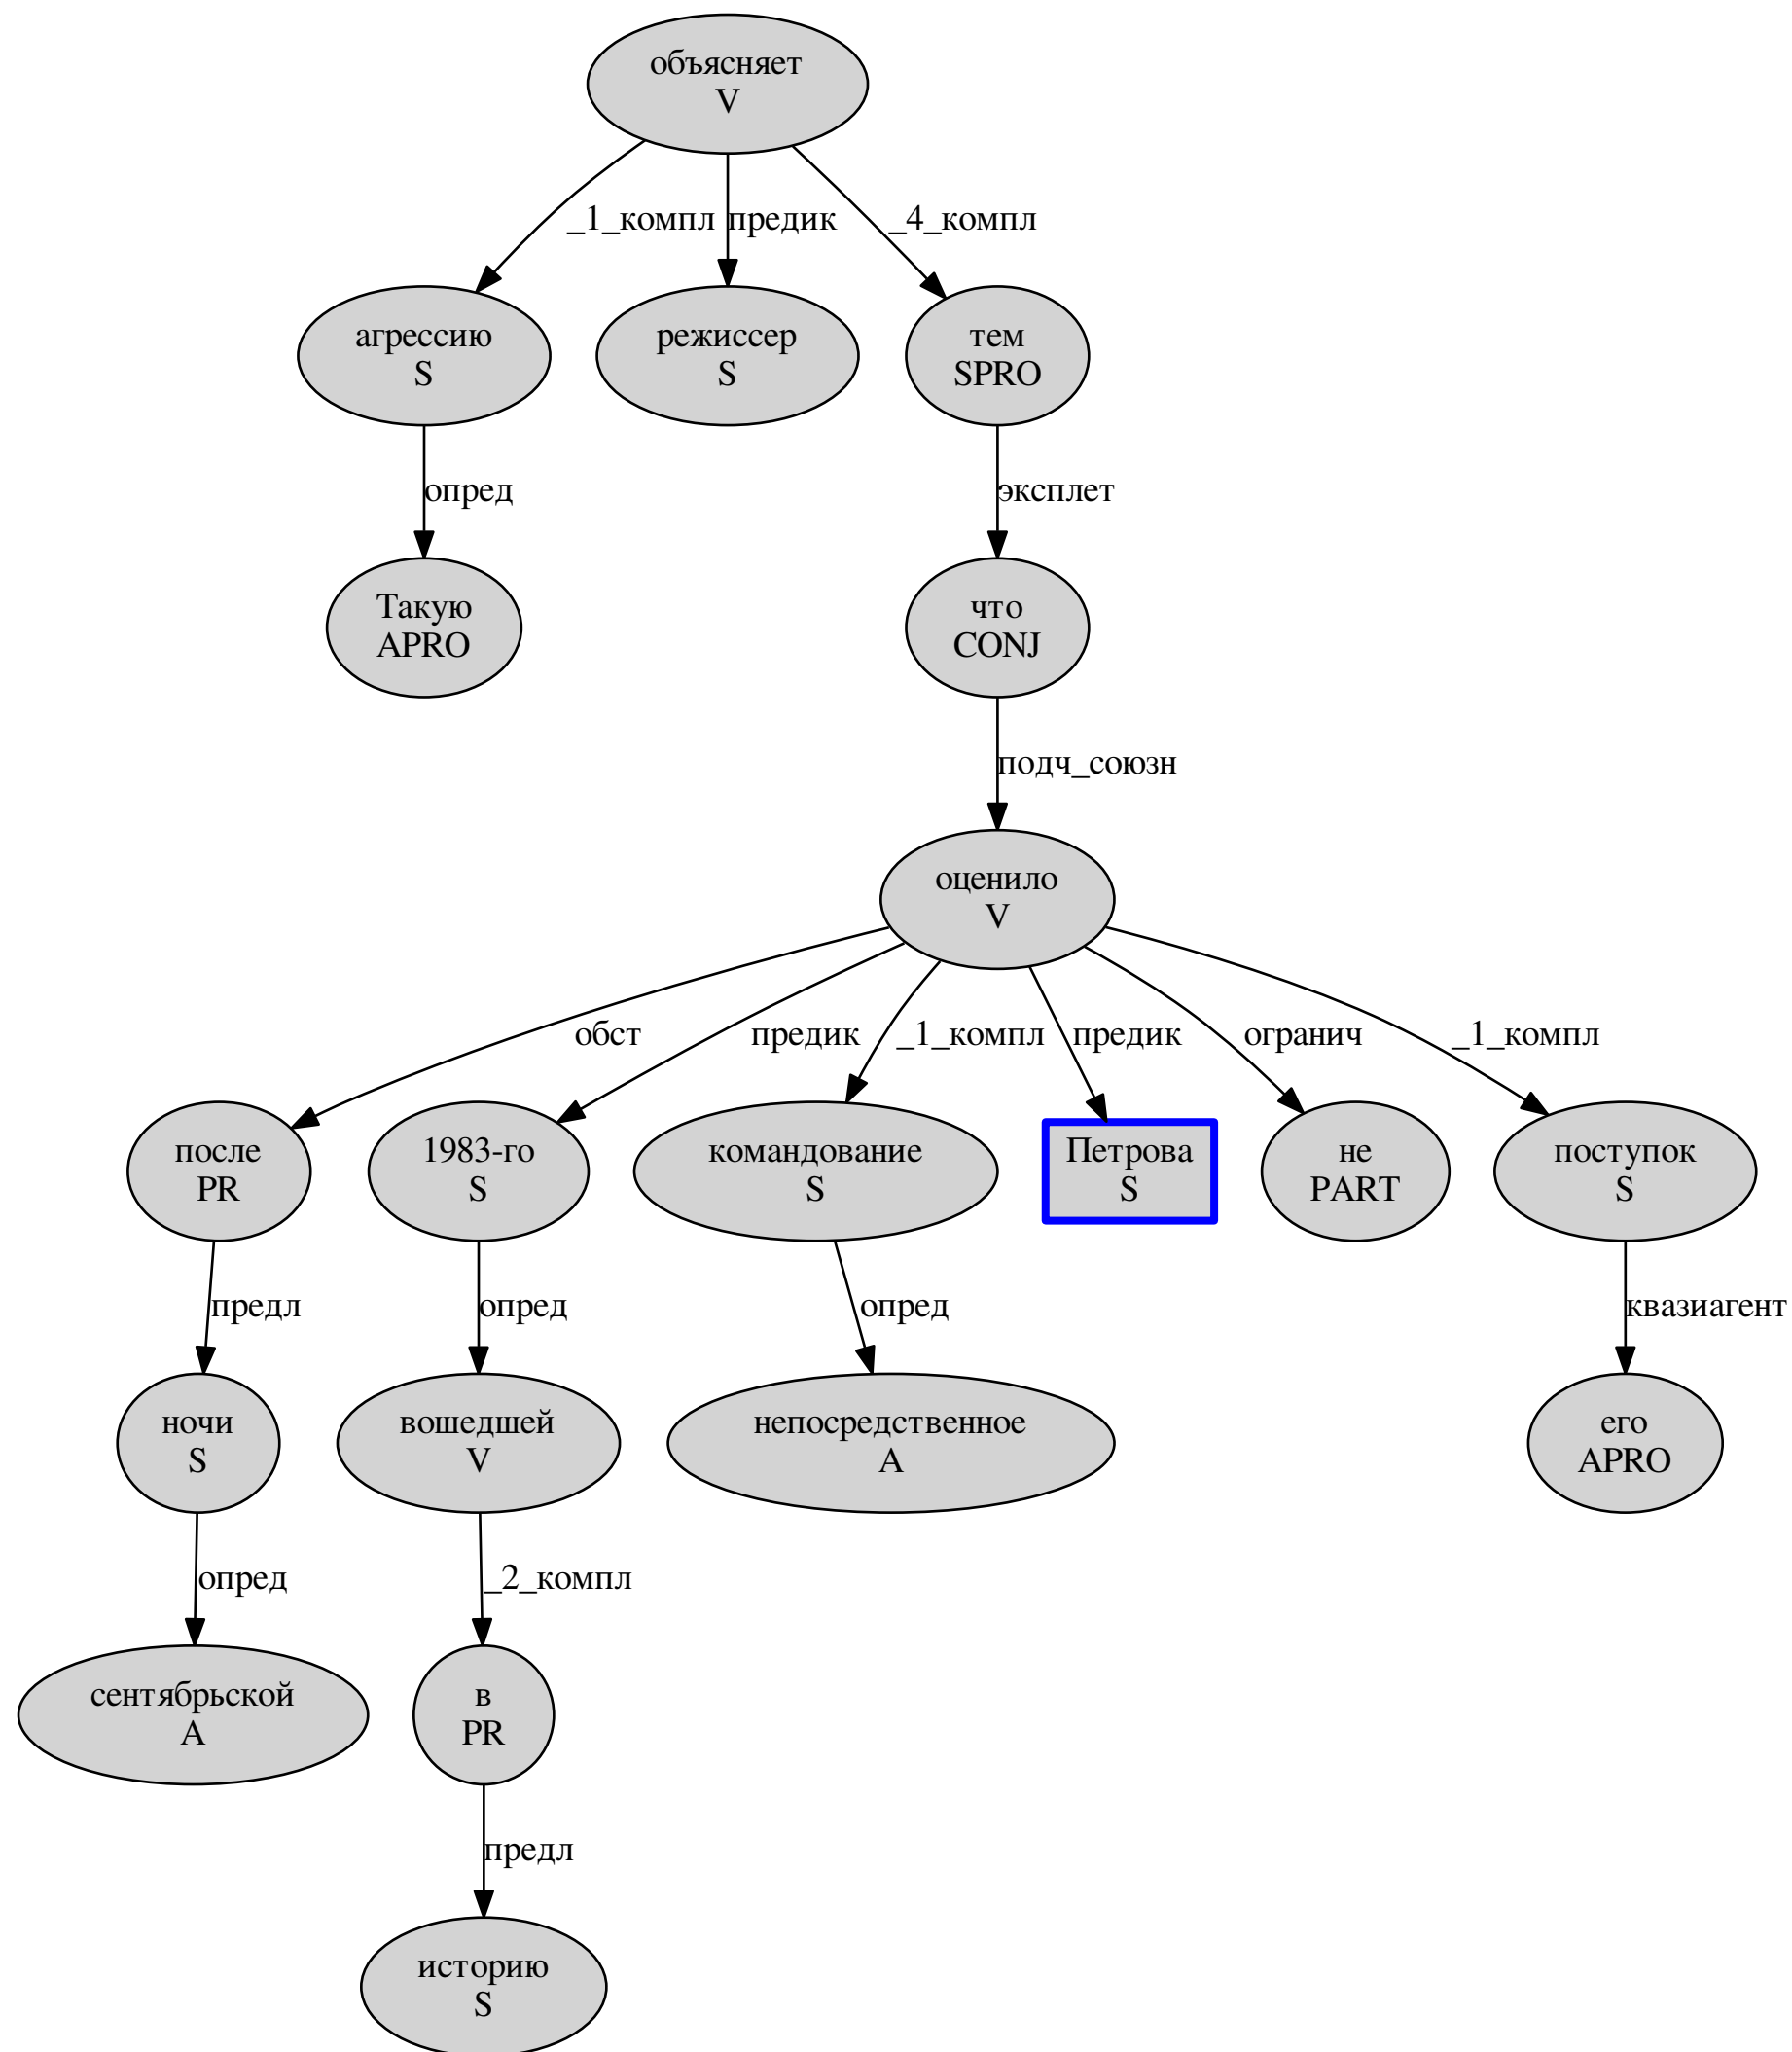 объясняет
V
_1_компл
предик
_4_компл
агрессию
S
режиссер
S
тем
SPRO
опред
эксплет
Такую
APRO
что
CONJ
подч_союзн
оценило
V
обст
предик
_1_компл
предик
огранич
_1_компл
после
PR
1983-го
S
командование
S
Петрова
S
не
PART
поступок
S
предл
опред
опред
квазиагент
ночи
S
вошедшей
V
непосредственное
A
его
APRO
опред
_2_компл
сентябрьской
A
в
PR
предл
историю
S